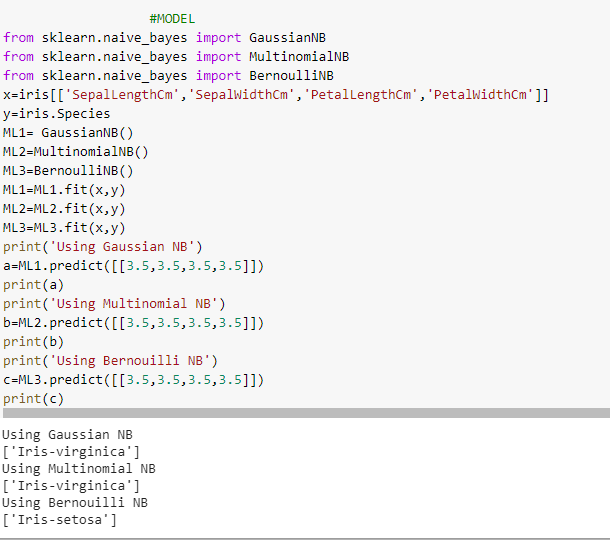 #MODEL
from sklearn.naive_bayes import GaussianNB
from sklearn.naive_bayes import MultinomialNB
from sklearn.naive_bayes import BernoulliNB
x=iris[['SepalLengthCm','SepalWidthCm','PetalLengthCm','PetalWidthCm']]
y=iris.Species
ML1= GaussianNB()
ML2=MultinomialNB()
ML3=BernoulliNB()
ML1=ML1.fit(x,y)
ML2=ML2.fit(x,y)
ML3=ML3.fit(x,y)
print('Using Gaussian NB')
a=ML1.predict([[3.5,3.5,3.5,3.5]])
print(a)
print('Using Multinomial NB')
b=ML2.predict([[3.5,3.5,3.5,3.5]])
print(b)
print('Using Bernouilli NB')
c=ML3.predict([[3.5,3.5,3.5,3.5]])
print(c)
Using Gaussian NB
['Iris-virginica']
Using Multinomial NB
['Iris-virginica']
Using Bernouilli NB
['Iris-setosa']